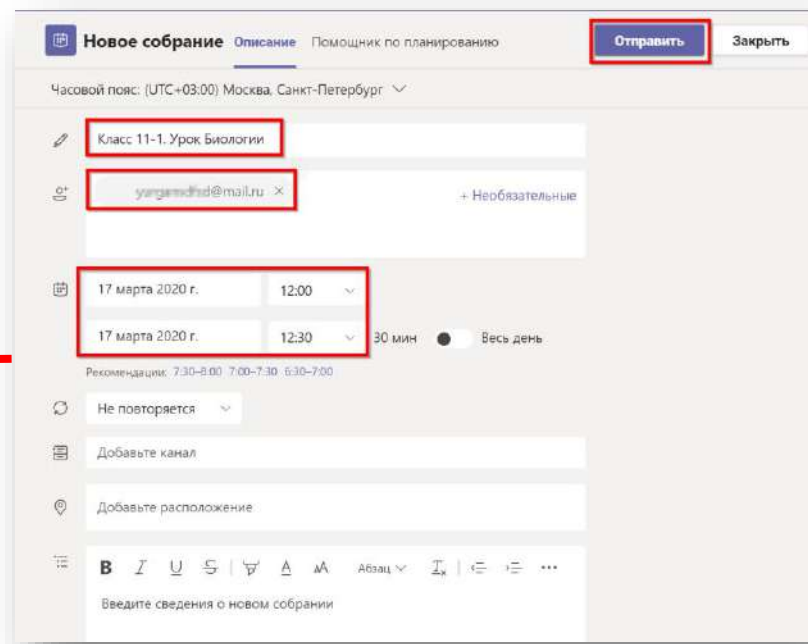 Новое собрание Описание Помощник по планированию Отправить Закрыть
Часовой пояс: (UTC+03:00) Москва, Санкт-Петербург
Класс 11-1. Урок Биологии
@mail.ru × + Необязательные
17 марта 2020 г. 12:00
17 марта 2020 г. 12:30 30 мин Весь день
Рекомендации: 7:30–8:00 7:00–7:30 6:30–7:00
Не повторяется
Добавьте канал
Добавьте расположение
B I U S A AA Абзац Ix ...
Введите сведения о новом собрании